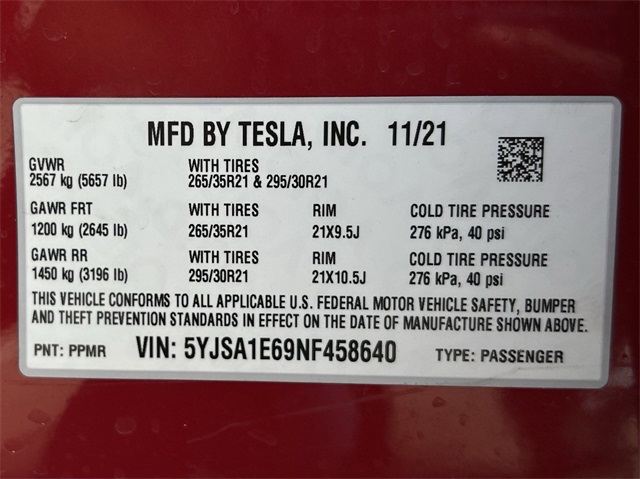 MFD BY TESLA, INC. 11/21
GVWR WITH TIRES
2567 kg (5657 lb) 265/35R21 & 295/30R21
GAWR FRT WITH TIRES RIM COLD TIRE PRESSURE
1200 kg (2645 lb) 265/35R21 21X9.5J 276 kPa, 40 psi
GAWR RR WITH TIRES RIM COLD TIRE PRESSURE
1450 kg (3196 lb) 295/30R21 21X10.5J 276 kPa, 40 psi
THIS VEHICLE CONFORMS TO ALL APPLICABLE U.S. FEDERAL MOTOR VEHICLE SAFETY, BUMPER
AND THEFT PREVENTION STANDARDS IN EFFECT ON THE DATE OF MANUFACTURE SHOWN ABOVE.
PNT: PPMR VIN: 5YJSA1E69NF458640 TYPE: PASSENGER